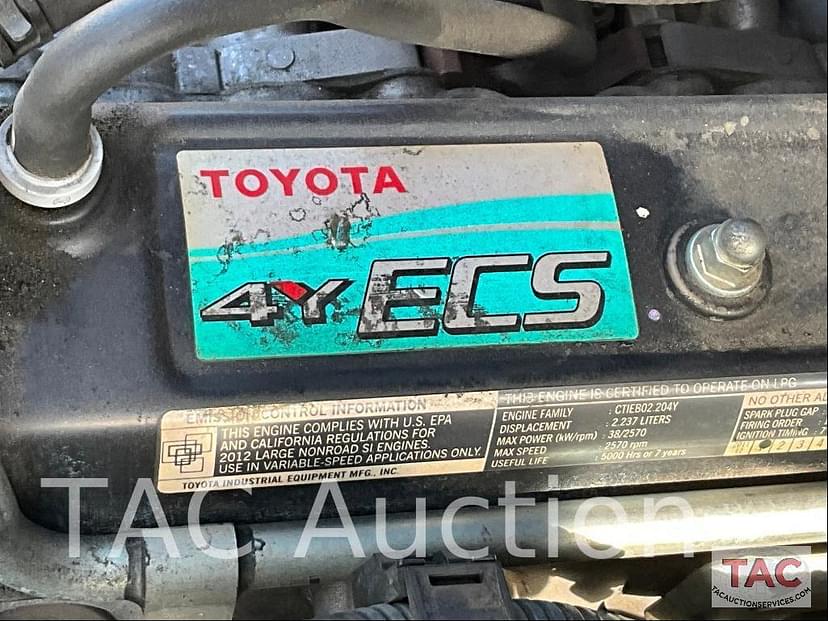 TOYOTA
4Y ECS
EMISSION CONTROL INFORMATION
THIS ENGINE COMPLIES WITH U.S. EPA
AND CALIFORNIA REGULATIONS FOR
2012 LARGE NONROAD SI ENGINES.
USE IN VARIABLE-SPEED APPLICATIONS ONLY.
TOYOTA INDUSTRIAL EQUIPMENT MFG., INC.
THIS ENGINE IS CERTIFIED TO OPERATE ON LPG
ENGINE FAMILY : CTIEB02.204Y
DISPLACEMENT : 2.237 LITERS
MAX POWER (kW/rpm) : 38/2570
MAX SPEED : 2570 rpm
USEFUL LIFE : 5000 Hrs or 7 years
NO OTHER
SPARK PLUG GAP :
FIRING ORDER :
IGNITION TIMING : 7
2 3 4
TAC Auction
TAC
TACAUCTIONSERVICES.COM